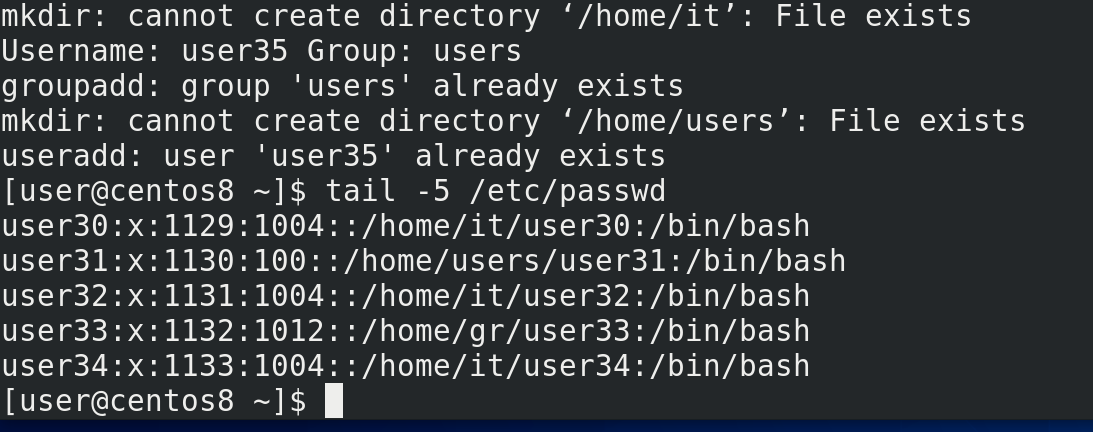 mkdir: cannot create directory ‘/home/it’: File exists
Username: user35 Group: users
groupadd: group 'users' already exists
mkdir: cannot create directory ‘/home/users’: File exists
useradd: user 'user35' already exists
[user@centos8 ~]$ tail -5 /etc/passwd
user30:x:1129:1004::/home/it/user30:/bin/bash
user31:x:1130:100::/home/users/user31:/bin/bash
user32:x:1131:1004::/home/it/user32:/bin/bash
user33:x:1132:1012::/home/gr/user33:/bin/bash
user34:x:1133:1004::/home/it/user34:/bin/bash
[user@centos8 ~]$